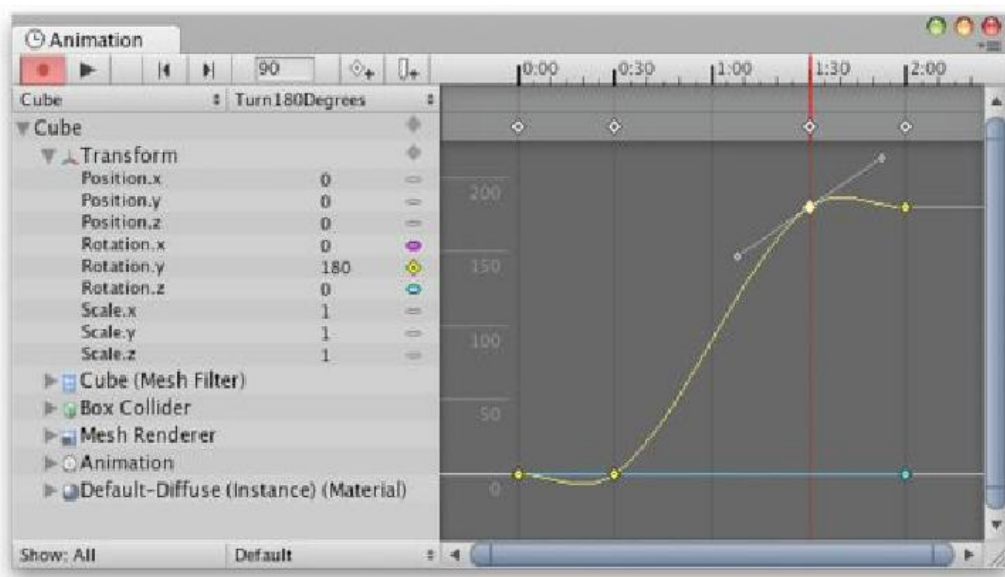 Animation
90
0:00 0:30 1:00 1:30 2:00
Cube Turn180Degrees
Cube
Transform
Position.x 0
Position.y 0
Position.z 0
Rotation.x 0
Rotation.y 180
Rotation.z 0
Scale.x 1
Scale.y 1
Scale.z 1
Cube (Mesh Filter)
Box Collider
Mesh Renderer
Animation
Default-Diffuse (Instance) (Material)
200
150
100
50
0
Show: All Default